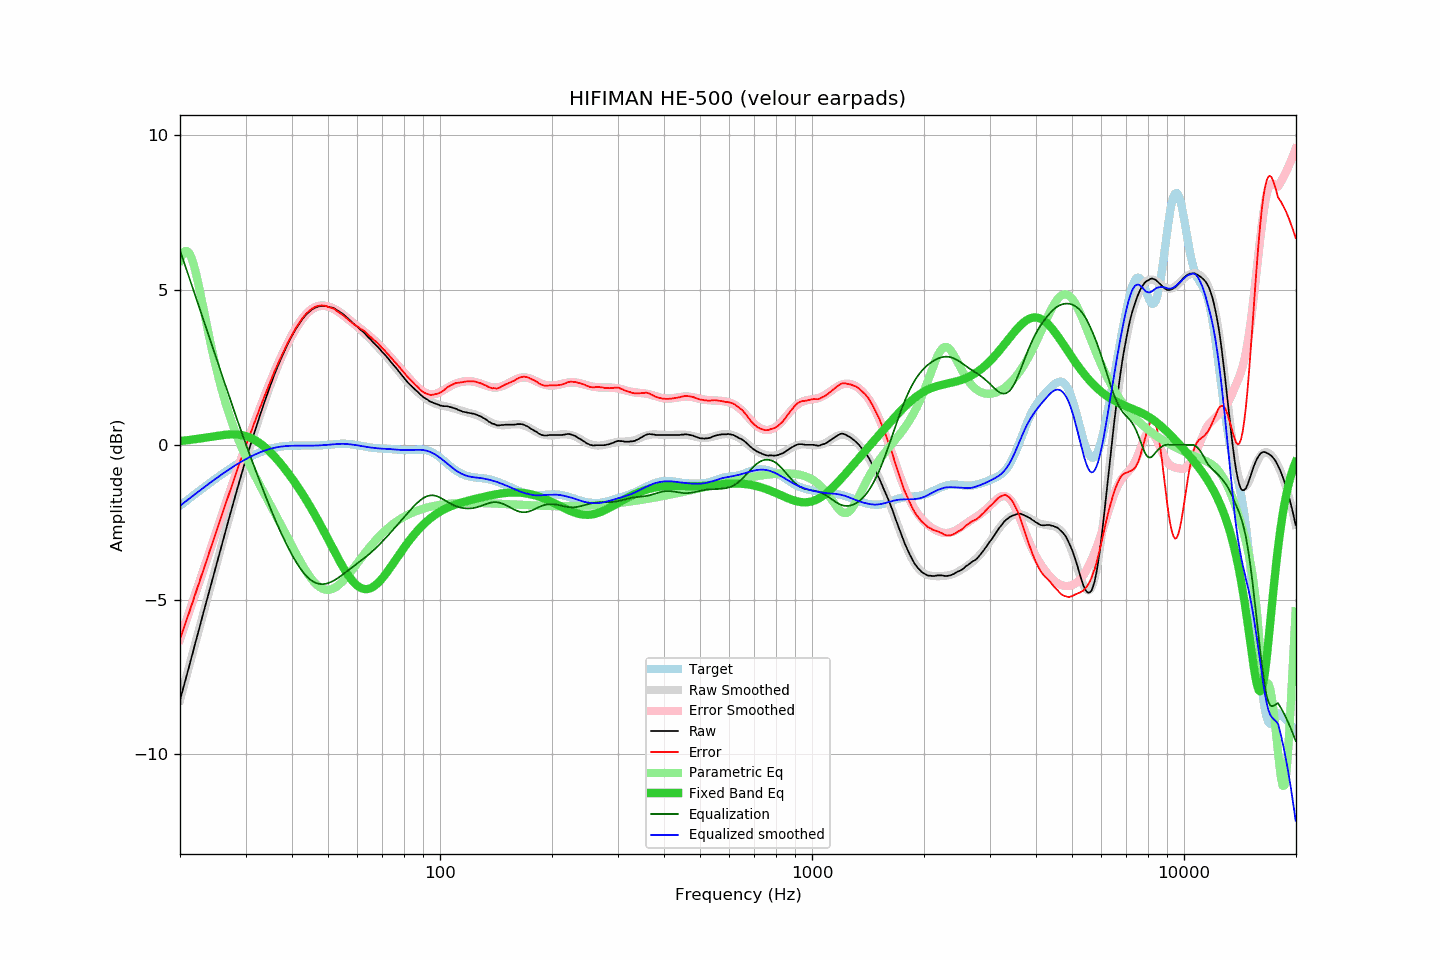 HIFIMAN HE-500 (velour earpads)
10
5
0
−5
−10
Amplitude (dBr)
100
1000
10000
Frequency (Hz)
Target
Raw Smoothed
Error Smoothed
Raw
Error
Parametric Eq
Fixed Band Eq
Equalization
Equalized smoothed